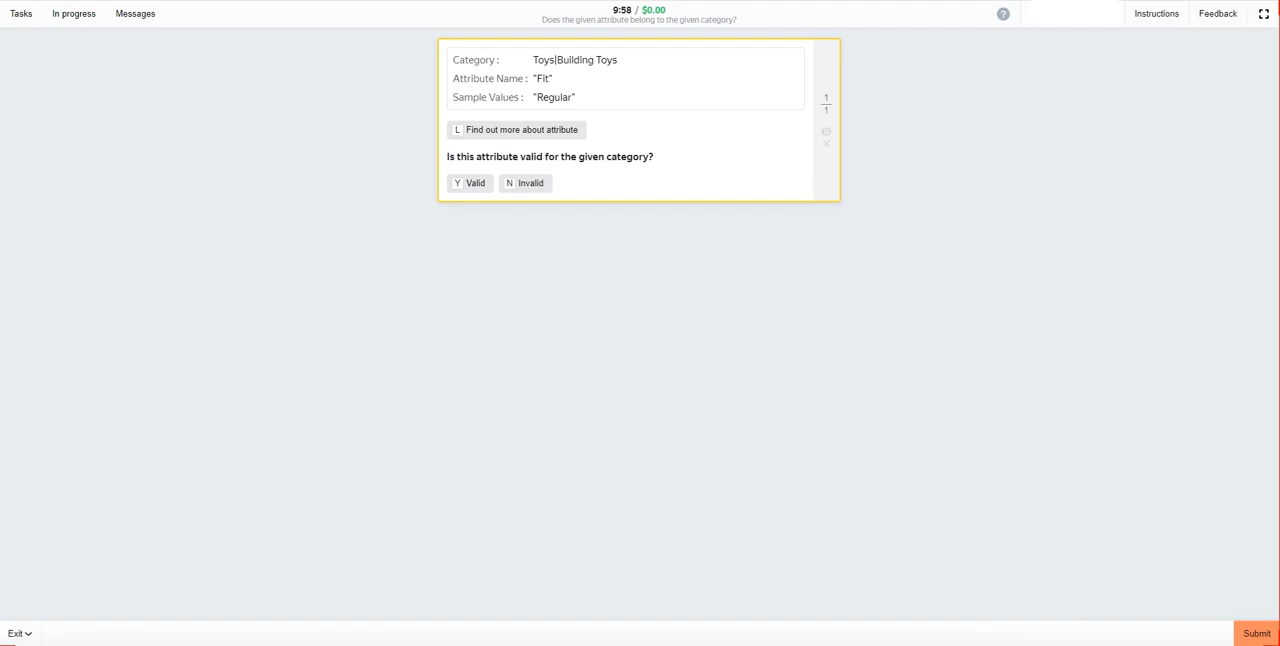 Tasks In progress Messages 9:58 / $0.00 ? Instructions Feedback
Does the given attribute belong to the given category?
Category : Toys|Building Toys
Attribute Name : "Fit"
Sample Values : "Regular"
1
1
L Find out more about attribute
Is this attribute valid for the given category?
Y Valid N Invalid
Exit Submit